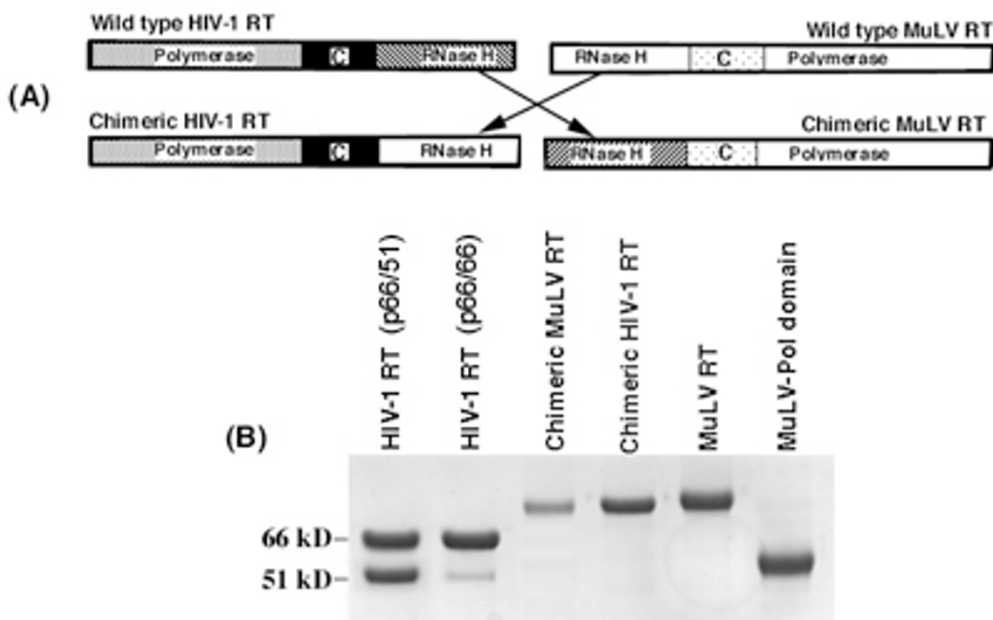 Wild type HIV-1 RT
Wild type MuLV RT
Polymerase C RNase H
RNase H C Polymerase
(A)
Chimeric HIV-1 RT
Chimeric MuLV RT
Polymerase C RNase H
RNase H C Polymerase
HIV-1 RT (p66/51)
HIV-1 RT (p66/66)
Chimeric MuLV RT
Chimeric HIV-1 RT
MuLV RT
MuLV-Pol domain
(B)
66 kD–
51 kD–